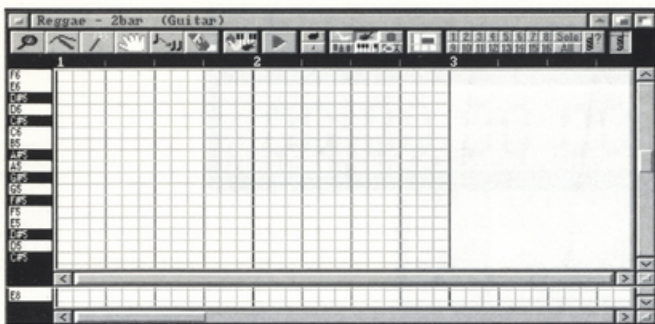 Reggae - 2bar (Guitar)
1 2 3 4 5 6 7 8 Solo
9 10 11 12 13 14 15 16 All
1 2 3
F6
E6
D#6
D6
C#6
C6
B5
A#5
A5
G#5
G5
F#5
F5
E5
D#5
D5
C#5
E8